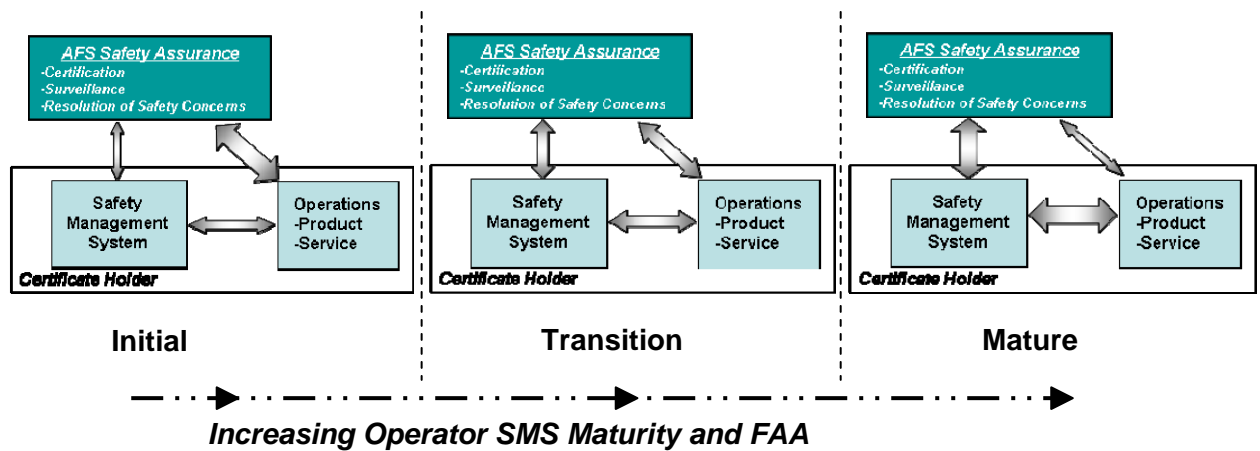 AFS Safety Assurance
-Certification
-Surveillance
-Resolution of Safety Concerns
Safety
Management
System
Operations
-Product
-Service
Certificate Holder
Initial
AFS Safety Assurance
-Certification
-Surveillance
-Resolution of Safety Concerns
Safety
Management
System
Operations
-Product
-Service
Certificate Holder
Transition
AFS Safety Assurance
-Certification
-Surveillance
-Resolution of Safety Concerns
Safety
Management
System
Operations
-Product
-Service
Certificate Holder
Mature
Increasing Operator SMS Maturity and FAA